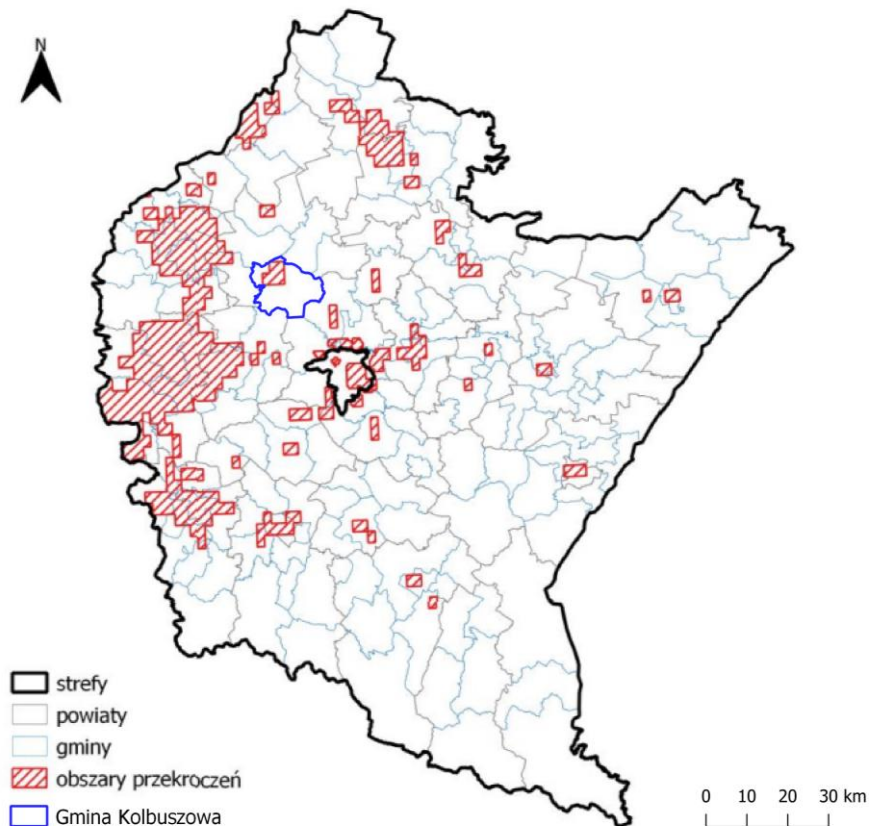 N
strefy
powiaty
gminy
obszary przekroczeń
Gmina Kolbuszowa
0 10 20 30 km